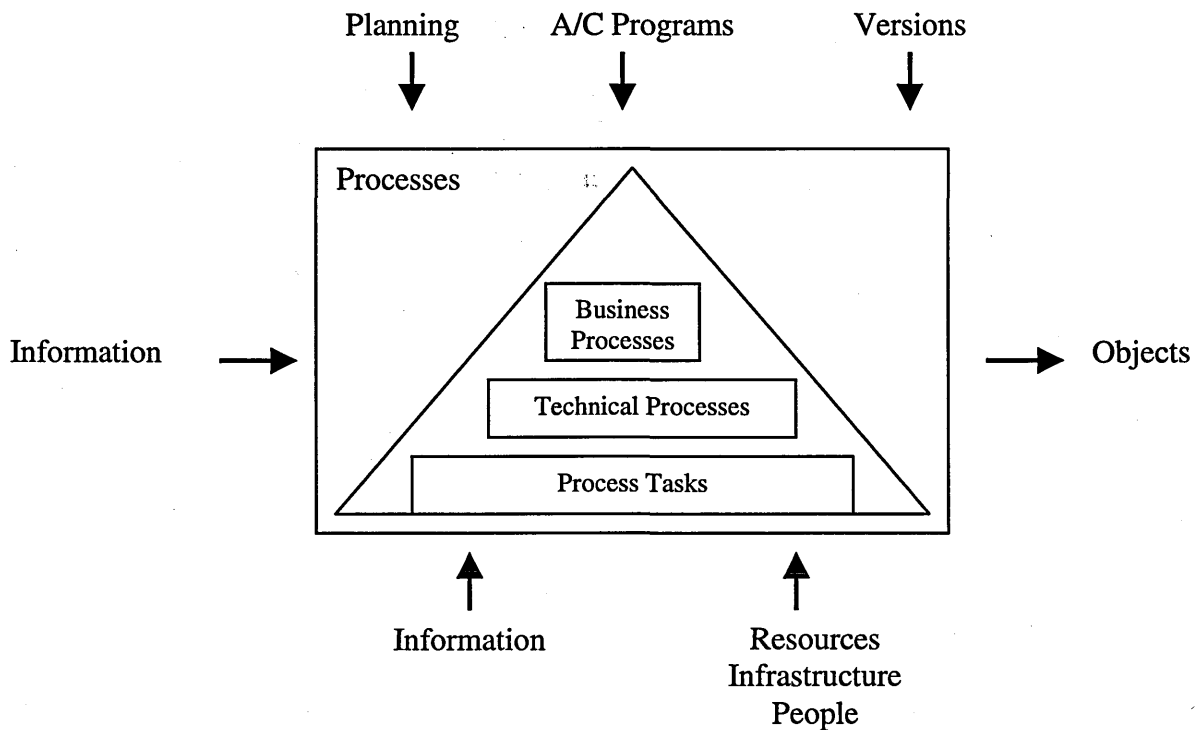 Planning
A/C Programs
Versions
Processes
Business
Processes
Information
Objects
Technical Processes
Process Tasks
Information
Resources
Infrastructure
People